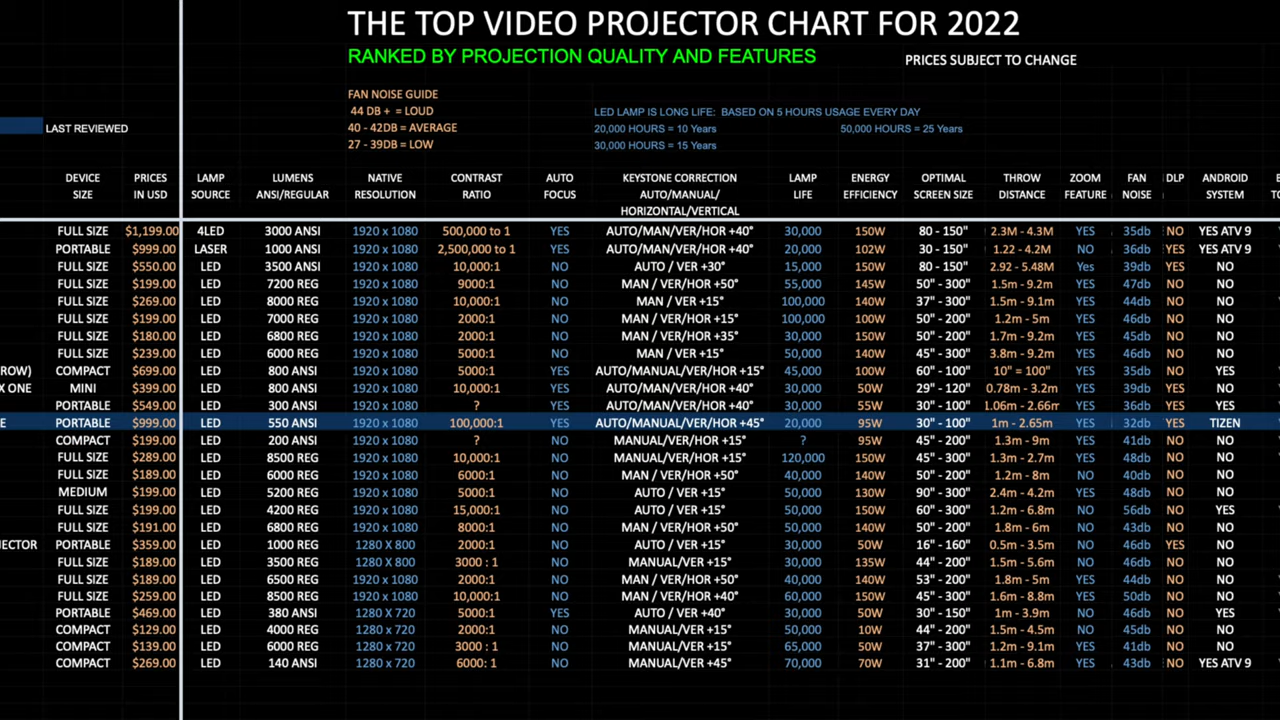 THE TOP VIDEO PROJECTOR CHART FOR 2022
RANKED BY PROJECTION QUALITY AND FEATURES
PRICES SUBJECT TO CHANGE
FAN NOISE GUIDE
44 DB + = LOUD
40 - 42DB = AVERAGE
27 - 39DB = LOW
LED LAMP IS LONG LIFE: BASED ON 5 HOURS USAGE EVERY DAY
20,000 HOURS = 10 Years 50,000 HOURS = 25 Years
30,000 HOURS = 15 Years
LAST REVIEWED
DEVICE PRICES LAMP LUMENS NATIVE CONTRAST AUTO KEYSTONE CORRECTION LAMP ENERGY OPTIMAL THROW ZOOM FAN DLP ANDROID
SIZE IN USD SOURCE ANSI/REGULAR RESOLUTION RATIO FOCUS AUTO/MANUAL/ LIFE EFFICIENCY SCREEN SIZE DISTANCE FEATURE NOISE SYSTEM
HORIZONTAL/VERTICAL
FULL SIZE $1,199.00 4LED 3000 ANSI 1920 x 1080 500,000 to 1 YES AUTO/MAN/VER/HOR +40° 30,000 150W 80 - 150" 2.3M - 4.3M YES 35db NO YES ATV 9
PORTABLE $999.00 LASER 1000 ANSI 1920 x 1080 2,500,000 to 1 YES AUTO/MAN/VER/HOR +40° 20,000 102W 80 - 150" 1.22 - 4.2M NO 36db YES YES ATV 9
FULL SIZE $550.00 LED 3500 ANSI 1920 x 1080 10,000:1 NO AUTO / VER +30° 15,000 150W 80 - 150" 2.92 - 5.48M Yes 39db YES NO
FULL SIZE $199.00 LED 7200 REG 1920 x 1080 9000:1 NO MAN / VER/HOR +50° 55,000 145W 50" - 300" 1.5m - 9.2m YES 47db NO NO
FULL SIZE $269.00 LED 8000 REG 1920 x 1080 10,000:1 NO MAN / VER +15° 100,000 140W 37" - 300" 1.5m - 9.1m YES 44db NO NO
FULL SIZE $199.00 LED 7000 REG 1920 x 1080 2000:1 NO MAN / VER/HOR +15° 100,000 100W 50" - 200" 1.2m - 5m YES 46db NO NO
FULL SIZE $180.00 LED 6800 REG 1920 x 1080 2000:1 NO MAN / VER/HOR +35° 30,000 150W 50" - 200" 1.7m - 9.2m YES 45db NO NO
FULL SIZE $239.00 LED 6000 REG 1920 x 1080 5000:1 NO MAN / VER +15° 50,000 140W 45" - 300" 3.8m - 9.2m YES 46db NO NO
ROW) COMPACT $699.00 LED 800 ANSI 1920 x 1080 5000:1 YES AUTO/MANUAL/VER/HOR +15° 45,000 100W 60" - 100" 10" = 100" YES 35db NO YES
X ONE MINI $399.00 LED 800 ANSI 1920 x 1080 10,000:1 YES AUTO/MAN/VER/HOR +40° 30,000 50W 29" -120" 0.78m - 3.2m YES 39db YES NO
PORTABLE $549.00 LED 300 ANSI 1920 x 1080 ? YES AUTO/MAN/VER/HOR +40° 30,000 55W 30" - 100" 1.06m - 2.66m YES 36db YES YES
E PORTABLE $999.00 LED 550 ANSI 1920 x 1080 100,000:1 YES AUTO/MANUAL/VER/HOR +45° 20,000 95W 30" - 100" 1m - 2.65m YES 32db YES TIZEN
COMPACT $199.00 LED 200 ANSI 1920 x 1080 ? NO MANUAL/VER/HOR +15° ? 95W 45" - 200" 1.3m - 9m YES 41db NO NO
FULL SIZE $289.00 LED 8500 REG 1920 x 1080 10,000:1 NO MANUAL/VER/HOR +15° 120,000 150W 45" - 300" 1.3m - 2.7m YES 48db NO NO
FULL SIZE $189.00 LED 6000 REG 1920 x 1080 6000:1 NO MAN / VER/HOR +50° 40,000 140W 50" - 200" 1.2m - 8m NO 40db NO NO
MEDIUM $199.00 LED 5200 REG 1920 x 1080 5000:1 NO AUTO / VER +15° 50,000 130W 90" - 300" 2.4m - 4.2m YES 48db NO NO
FULL SIZE $199.00 LED 4200 REG 1920 x 1080 15,000:1 NO AUTO / VER +15° 50,000 150W 60" - 300" 1.2m - 6.8m NO 56db NO YES
FULL SIZE $191.00 LED 6800 REG 1920 x 1080 8000:1 NO MAN / VER/HOR +50° 50,000 140W 50" - 200" 1.8m - 6m NO 43db NO NO
JECTOR PORTABLE $359.00 LED 1000 REG 1280 X 800 2000:1 NO AUTO / VER +15° 30,000 50W 16" - 160" 0.5m - 3.5m NO 46db YES NO
FULL SIZE $189.00 LED 3500 REG 1280 X 800 3000 : 1 NO MANUAL/VER +15° 30,000 135W 44" - 200" 1.5m - 5.6m NO 46db NO NO
FULL SIZE $189.00 LED 6500 REG 1920 x 1080 2000:1 NO MAN / VER/HOR +50° 40,000 140W 53" - 200" 1.8m - 5m YES 44db NO NO
FULL SIZE $259.00 LED 8500 REG 1920 x 1080 10,000:1 NO MAN / VER/HOR +50° 60,000 150W 45" - 300" 1.6m - 8.8m YES 50db NO NO
PORTABLE $469.00 LED 380 ANSI 1280 X 720 5000:1 YES AUTO / VER +40° 30,000 50W 30" - 150" 1m - 3.9m NO 46db NO YES
COMPACT $129.00 LED 4000 REG 1280 x 720 2000:1 NO MANUAL/VER +15° 50,000 10W 44" - 200" 1.5m - 4.5m NO 45db NO NO
COMPACT $139.00 LED 6000 REG 1280 x 720 3000 : 1 NO MANUAL/VER +15° 65,000 50W 37" - 300" 1.2m - 9.1m YES 41db NO NO
COMPACT $269.00 LED 140 ANSI 1280 x 720 6000: 1 NO MANUAL/VER +45° 70,000 70W 31" - 200" 1.1m - 6.8m YES 43db NO YES ATV 9